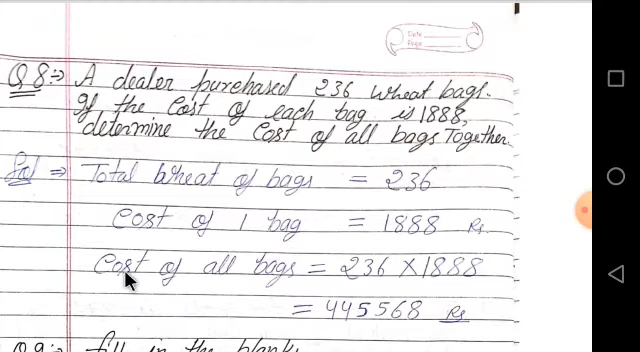 Date
Page
Q 8:⇒ A dealer purchased 236 wheat bags.
If the Cost of each bag is 1888,
determine the Cost of all bags Together.
Sol ⇒ Total Wheat of bags = 236
Cost of 1 bag = 1888 Rs
Cost of all bags = 236 × 1888
= 445568 Rs
Q 9:⇒ fill in the blanks